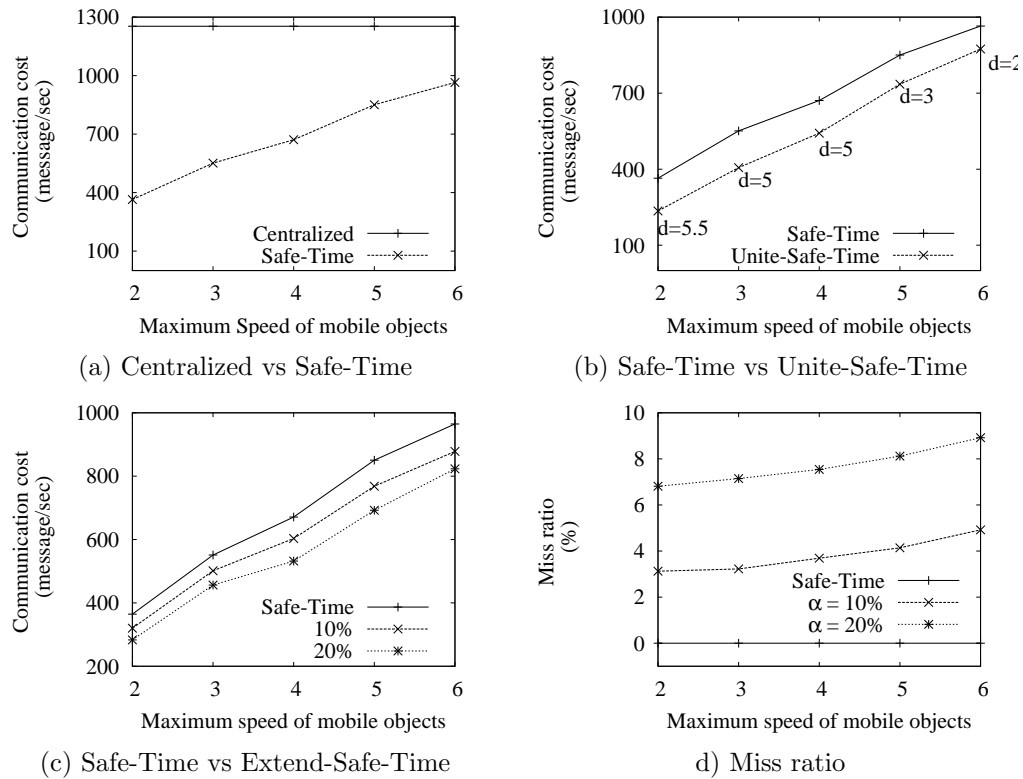 1300
1000
700
400
100
Communication cost
(message/sec)
Centralized
Safe-Time
2 3 4 5 6
Maximum Speed of mobile objects
(a) Centralized vs Safe-Time
1000
700
400
100
Communication cost
(message/sec)
d=2
d=3
d=5
d=5
d=5.5
Safe-Time
Unite-Safe-Time
2 3 4 5 6
Maximum speed of mobile objects
(b) Safe-Time vs Unite-Safe-Time
1000
800
600
400
200
Communication cost
(message/sec)
Safe-Time
10%
20%
2 3 4 5 6
Maximum speed of mobile objects
(c) Safe-Time vs Extend-Safe-Time
10
8
6
4
2
0
Miss ratio
(%)
Safe-Time
α = 10%
α = 20%
2 3 4 5 6
Maximum speed of mobile objects
d) Miss ratio